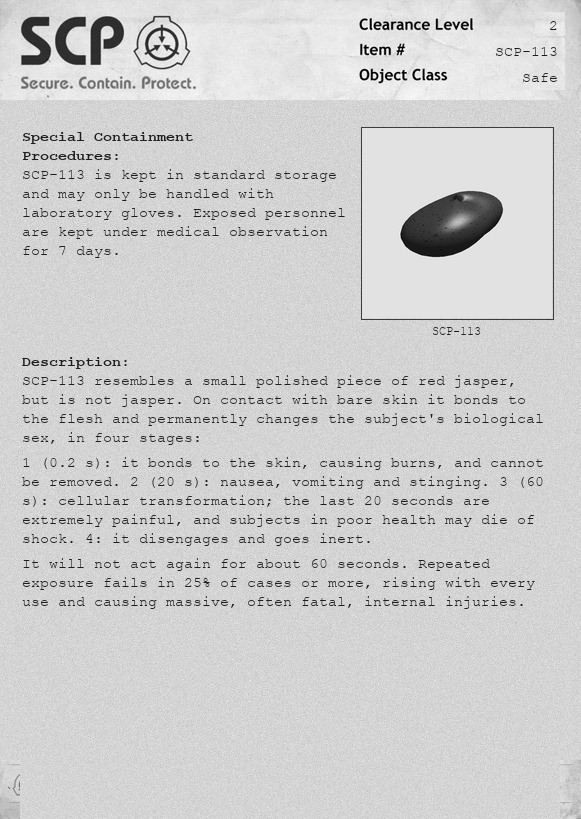 SCP
Secure. Contain. Protect.
Clearance Level 2
Item # SCP-113
Object Class Safe
Special Containment
Procedures:
SCP-113 is kept in standard storage
and may only be handled with
laboratory gloves. Exposed personnel
are kept under medical observation
for 7 days.
SCP-113
Description:
SCP-113 resembles a small polished piece of red jasper,
but is not jasper. On contact with bare skin it bonds to
the flesh and permanently changes the subject's biological
sex, in four stages:
1 (0.2 s): it bonds to the skin, causing burns, and cannot
be removed. 2 (20 s): nausea, vomiting and stinging. 3 (60
s): cellular transformation; the last 20 seconds are
extremely painful, and subjects in poor health may die of
shock. 4: it disengages and goes inert.
It will not act again for about 60 seconds. Repeated
exposure fails in 25% of cases or more, rising with every
use and causing massive, often fatal, internal injuries.